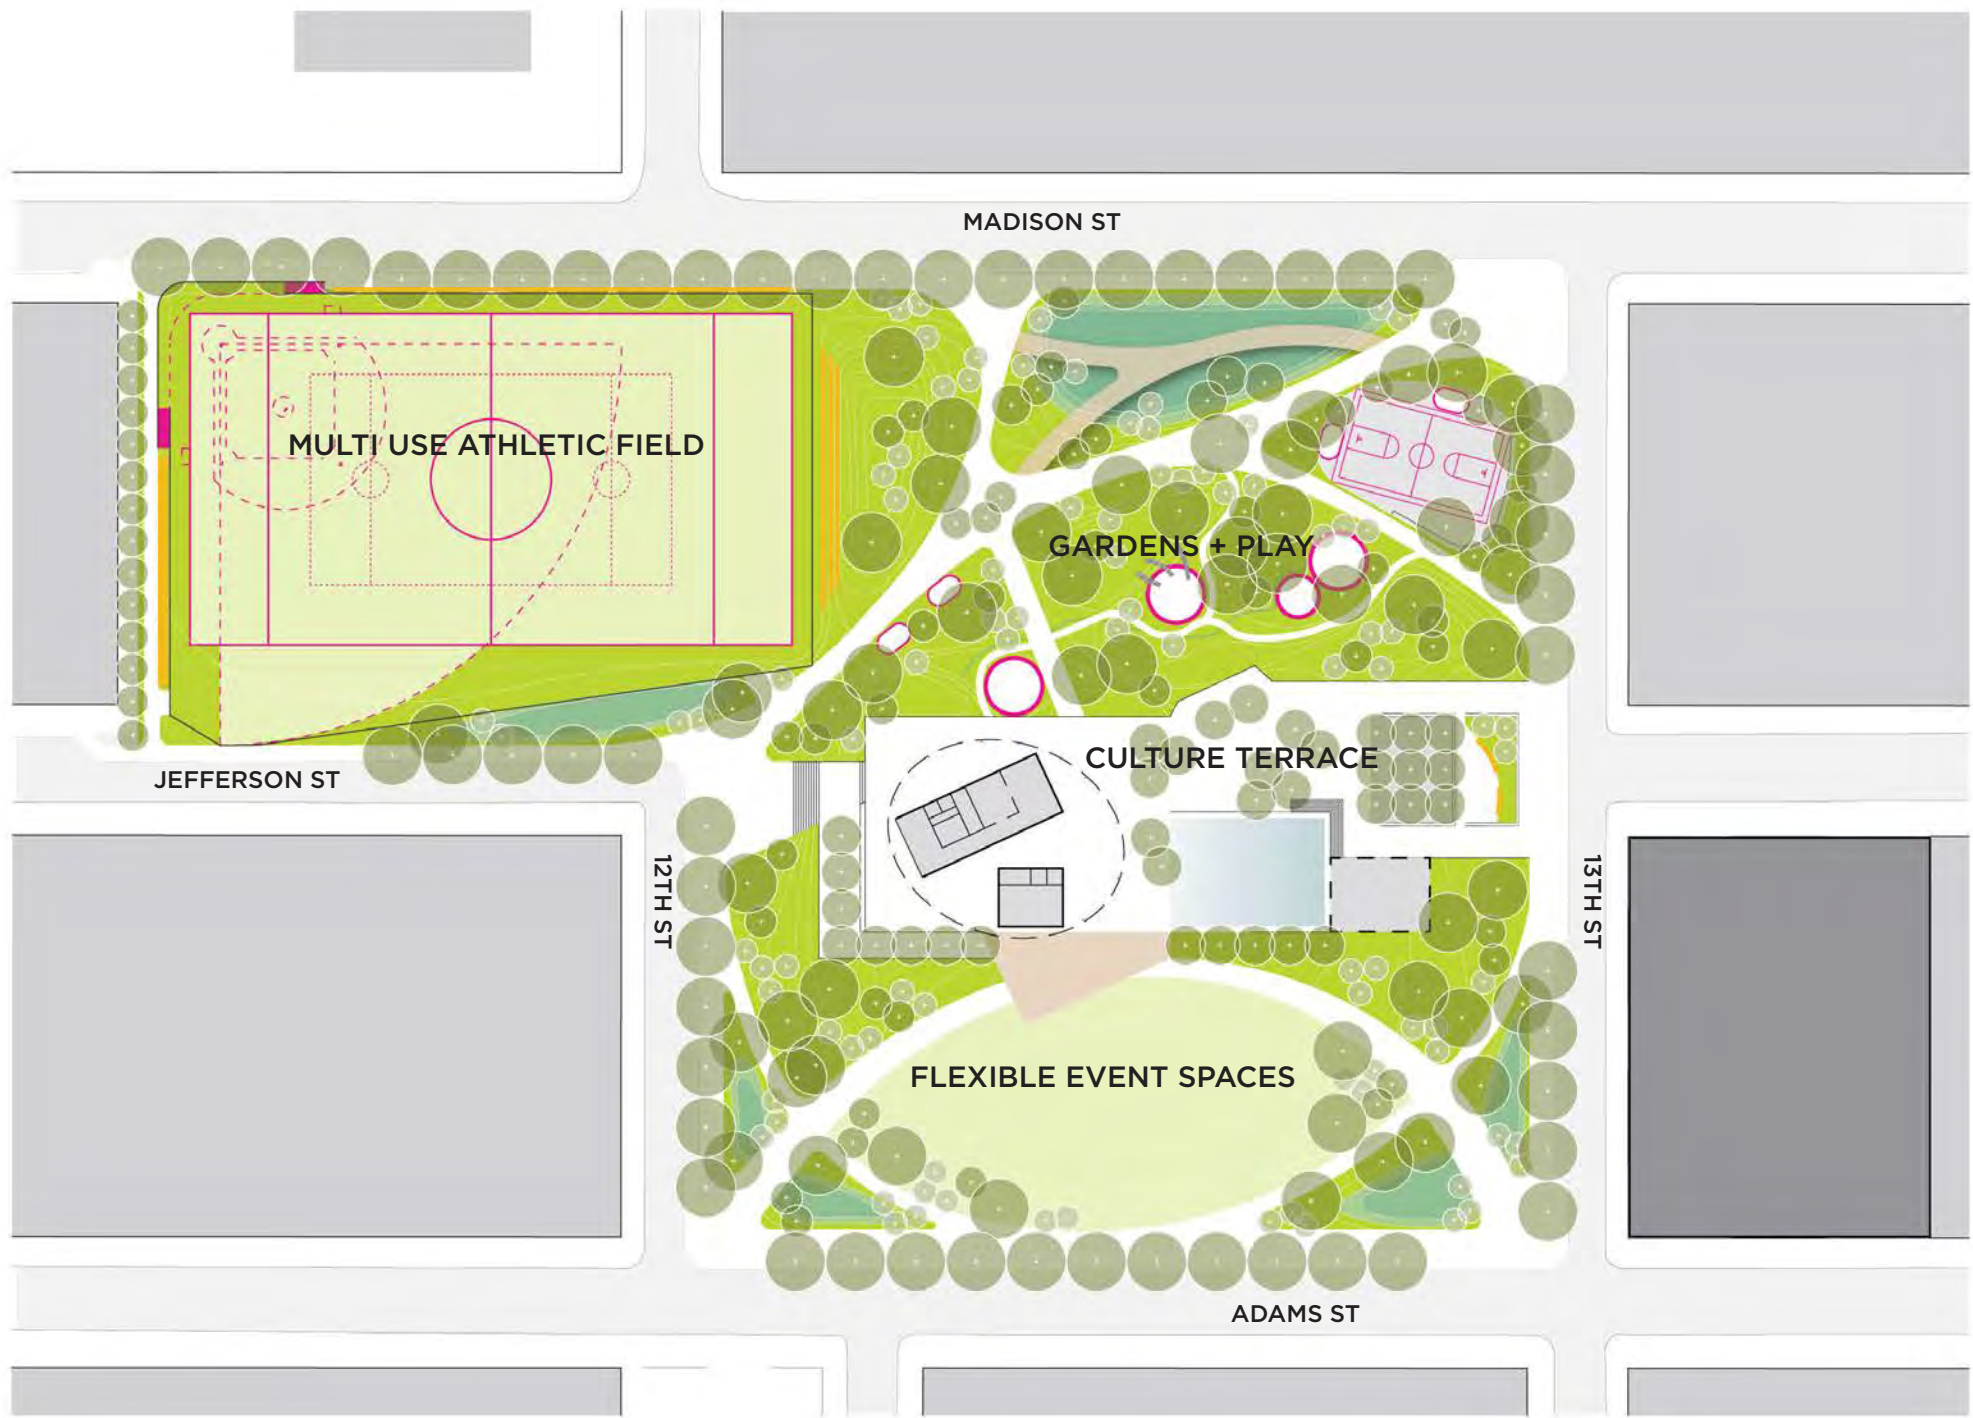 MADISON ST
MULTI USE ATHLETIC FIELD
GARDENS + PLAY
CULTURE TERRACE
JEFFERSON ST
12TH ST
13TH ST
FLEXIBLE EVENT SPACES
ADAMS ST